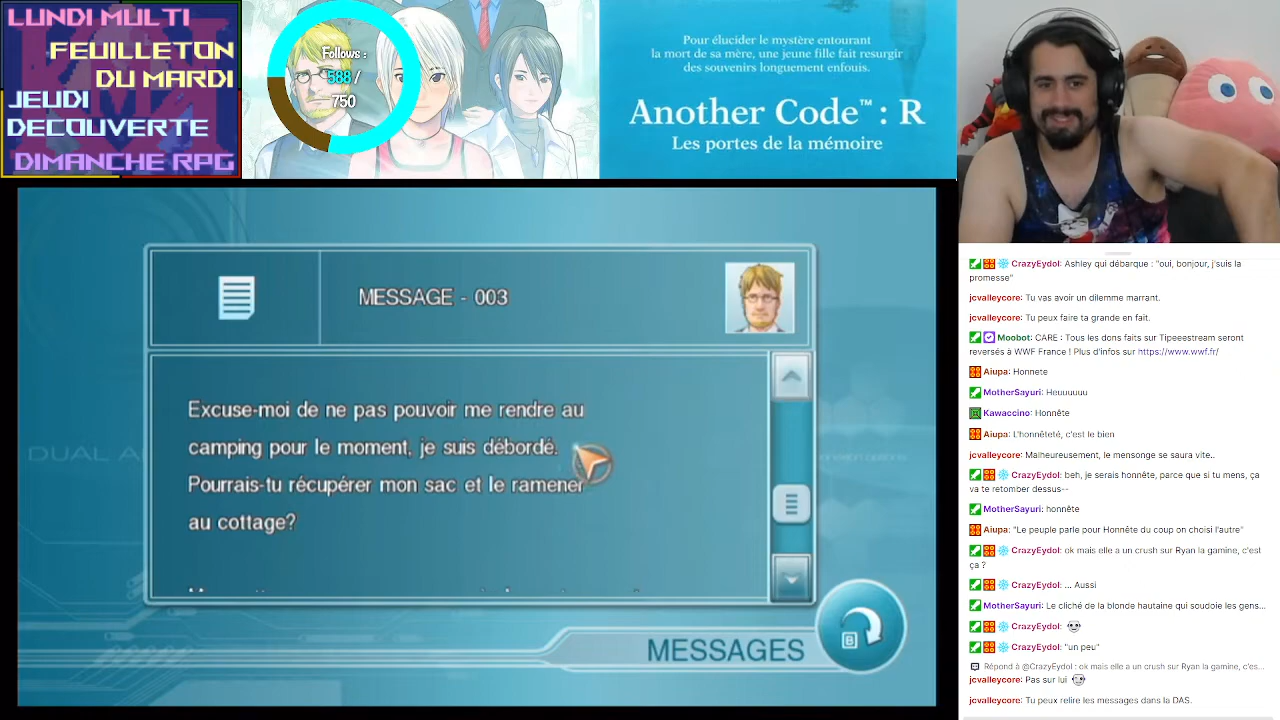 LUNDI MULTI
FEUILLETON
DU MARDI
JEUDI
DECOUVERTE
DIMANCHE RPG
Follows :
588 /
750
Pour élucider le mystère entourant
la mort de sa mère, une jeune fille fait resurgir
des souvenirs longuement enfouis.
Another Code™ : R
Les portes de la mémoire
MESSAGE - 003
Excuse-moi de ne pas pouvoir me rendre au
camping pour le moment, je suis débordé.
Pourrais-tu récupérer mon sac et le ramener
au cottage?
DUAL
B
MESSAGES
CrazyEydol: Ashley qui débarque : "oui, bonjour, j'suis la
promesse"
jcvalleycore: Tu vas avoir un dilemme marrant.
jcvalleycore: Tu peux faire ta grande en fait.
Moobot: CARE : Tous les dons faits sur Tipeeestream seront
reversés à WWF France ! Plus d'infos sur https://www.wwf.fr/
Aiupa: Honnete
MotherSayuri: Heuuuuuu
Kawaccino: Honnête
Aiupa: L'honnêteté, c'est le bien
jcvalleycore: Malheureusement, le mensonge se saura vite..
CrazyEydol: beh, je serais honnête, parce que si tu mens, ça
va te retomber dessus--
MotherSayuri: honnête
Aiupa: "Le peuple parle pour Honnête du coup on choisi l'autre"
CrazyEydol: ok mais elle a un crush sur Ryan la gamine, c'est
ça ?
CrazyEydol: ... Aussi
MotherSayuri: Le cliché de la blonde hautaine qui soudoie les gens...
CrazyEydol:
CrazyEydol: "un peu"
Répond à @CrazyEydol : ok mais elle a un crush sur Ryan la gamine, c'es...
jcvalleycore: Pas sur lui
jcvalleycore: Tu peux relire les messages dans la DAS.